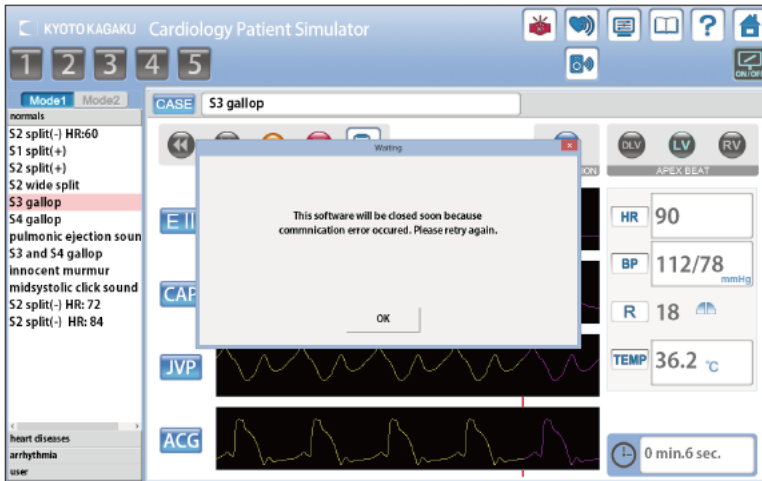 KYOTO KAGAKU Cardiology Patient Simulator
1 2 3 4 5
ON/OFF
Mode1 Mode2
CASE S3 gallop
normals
S2 split(-) HR:60
S1 split(+)
S2 split(+)
S2 wide split
S3 gallop
S4 gallop
pulmonic ejection soun
S3 and S4 gallop
innocent murmur
midsystolic click sound
S2 split(-) HR: 72
S2 split(-) HR: 84
heart diseases
arrhythmia
user
Woiting
This software will be closed soon because
commnication error occured. Please retry again.
OK
DLV LV RV
APEX BEAT
E II
CAP
JVP
ACG
HR 90
BP 112/78 mmHg
R 18
TEMP 36.2 °C
0 min.6 sec.